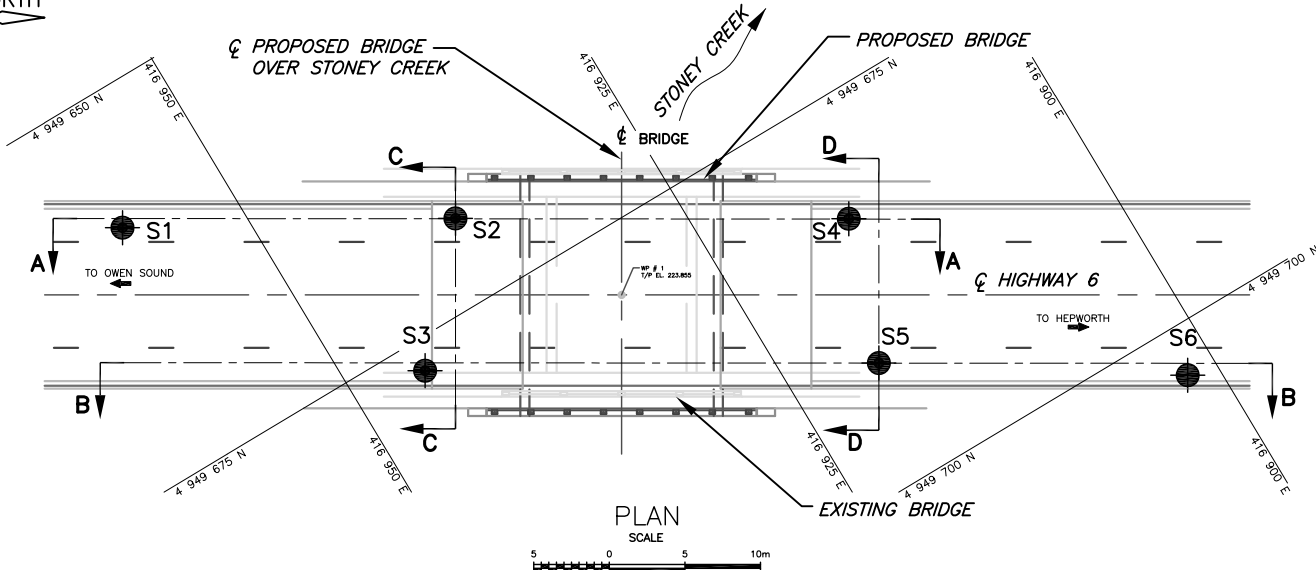 ℄ PROPOSED BRIDGE
OVER STONEY CREEK
STONEY CREEK
PROPOSED BRIDGE
416 950 E
4 949 650 N
416 925 E
4 949 675 N
416 900 E
℄ BRIDGE
C
D
S1
S2
S4
A
A
TO OWEN SOUND
WP # 1
T/P EL. 223.855
℄ HIGHWAY 6
4 949 700 N
TO HEPWORTH
S3
S5
S6
B
B
C
D
4 949 675 N
416 950 E
416 925 E
4 949 700 N
416 900 E
EXISTING BRIDGE
PLAN
SCALE
5 0 5 10m